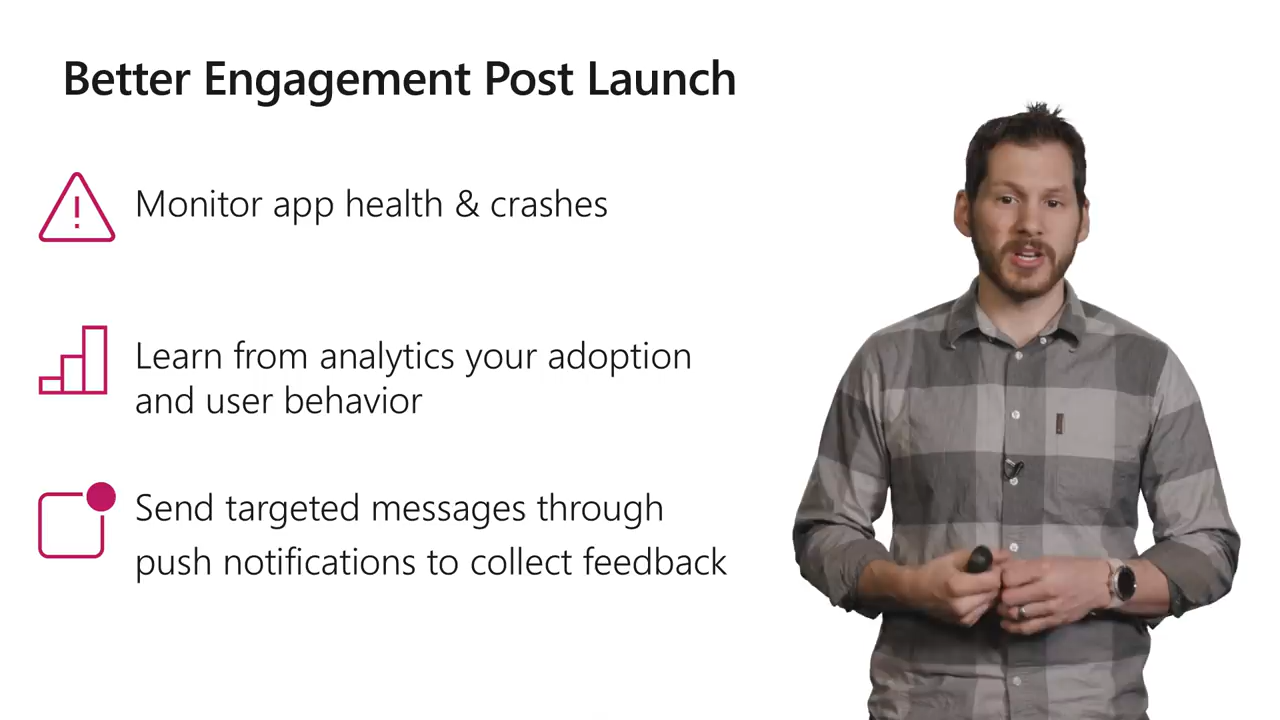 Better Engagement Post Launch
Monitor app health & crashes
Learn from analytics your adoption
and user behavior
Send targeted messages through
push notifications to collect feedback